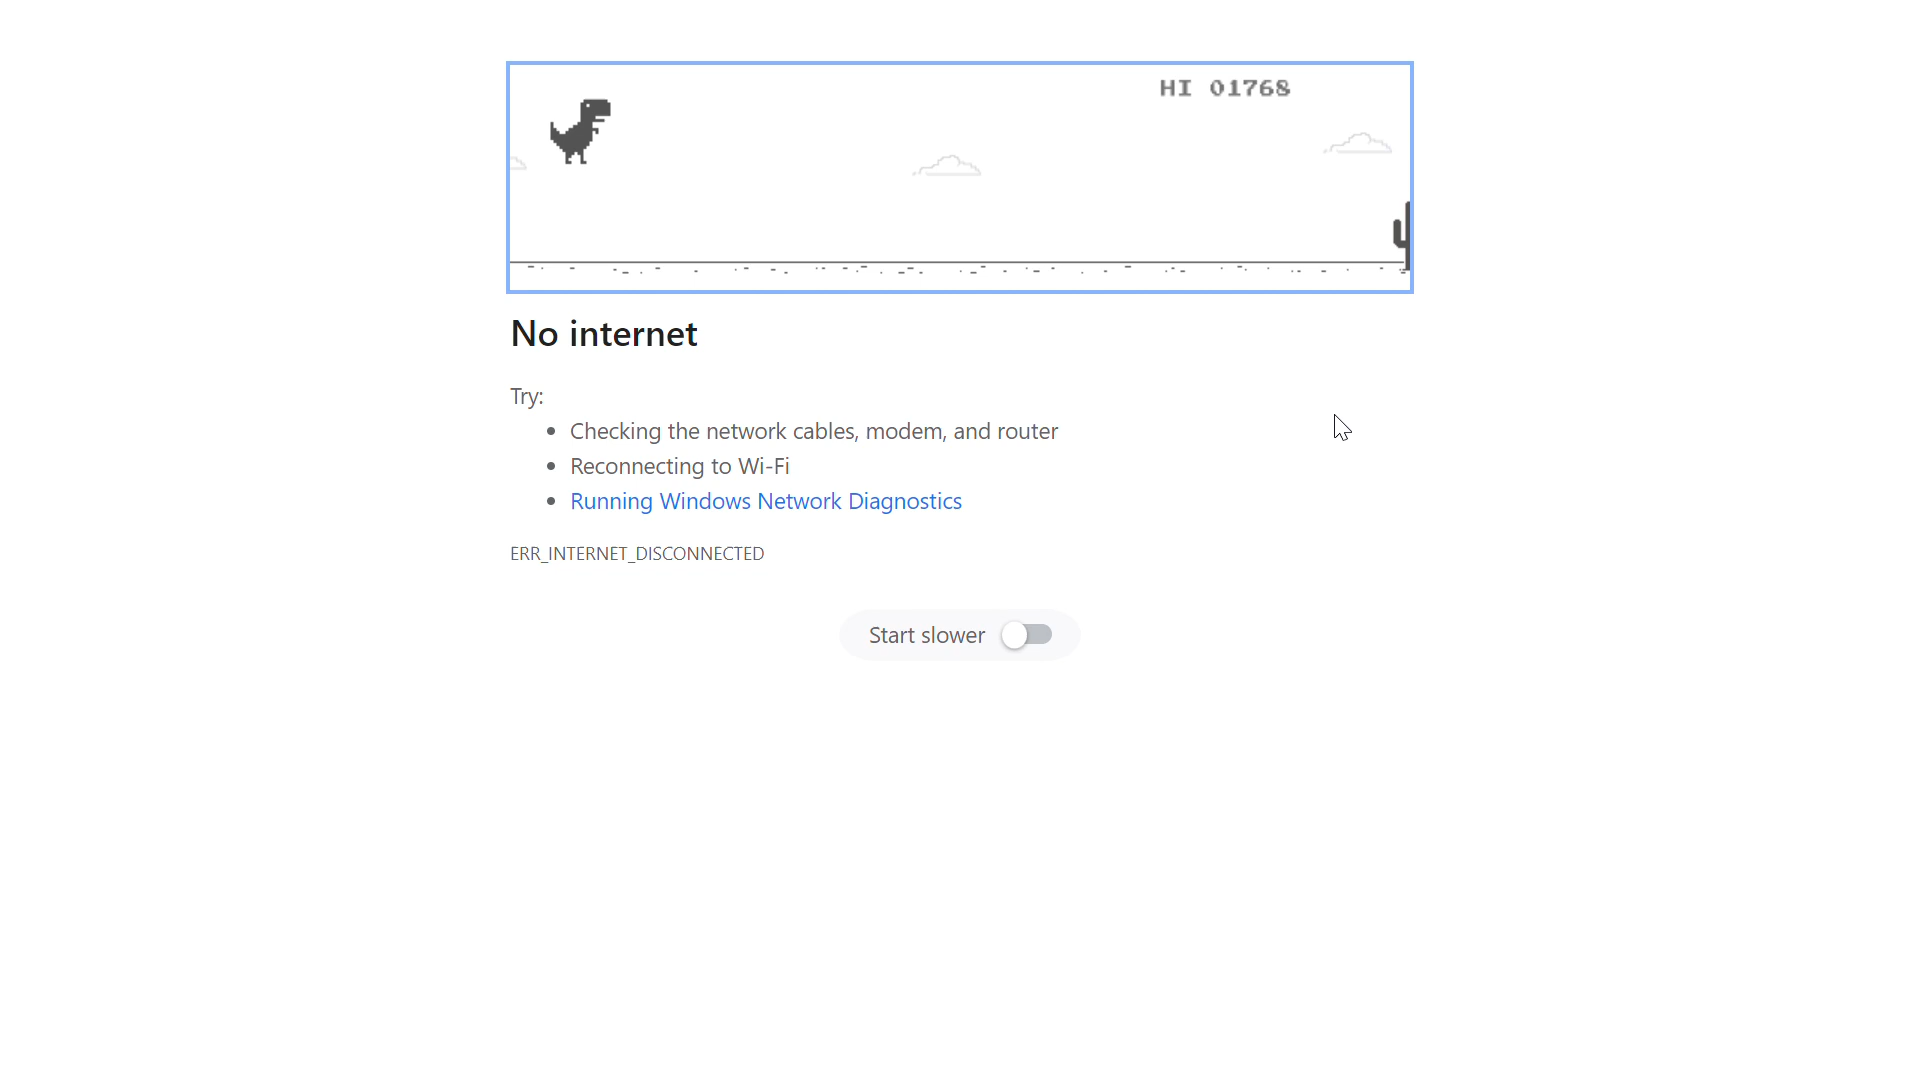 HI 01768
No internet
Try:
Checking the network cables, modem, and router
Reconnecting to Wi-Fi
Running Windows Network Diagnostics
ERR_INTERNET_DISCONNECTED
Start slower